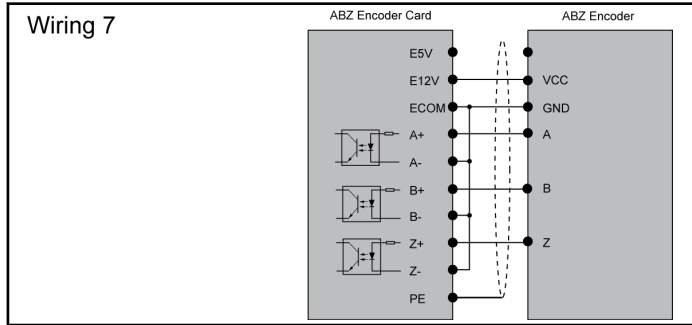 Wiring 7
ABZ Encoder Card
ABZ Encoder
E5V
E12V
VCC
ECOM
GND
A+
A
A-
B+
B
B-
Z+
Z
Z-
PE